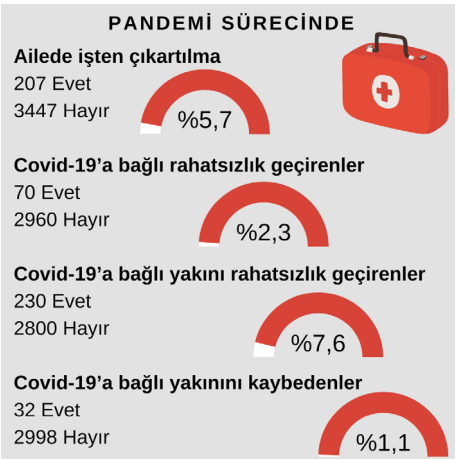 PANDEMİ SÜRECİNDE
Ailede işten çıkartılma
207 Evet
3447 Hayır
%5,7
Covid-19’a bağlı rahatsızlık geçirenler
70 Evet
2960 Hayır
%2,3
Covid-19’a bağlı yakını rahatsızlık geçirenler
230 Evet
2800 Hayır
%7,6
Covid-19’a bağlı yakınını kaybedenler
32 Evet
2998 Hayır
%1,1